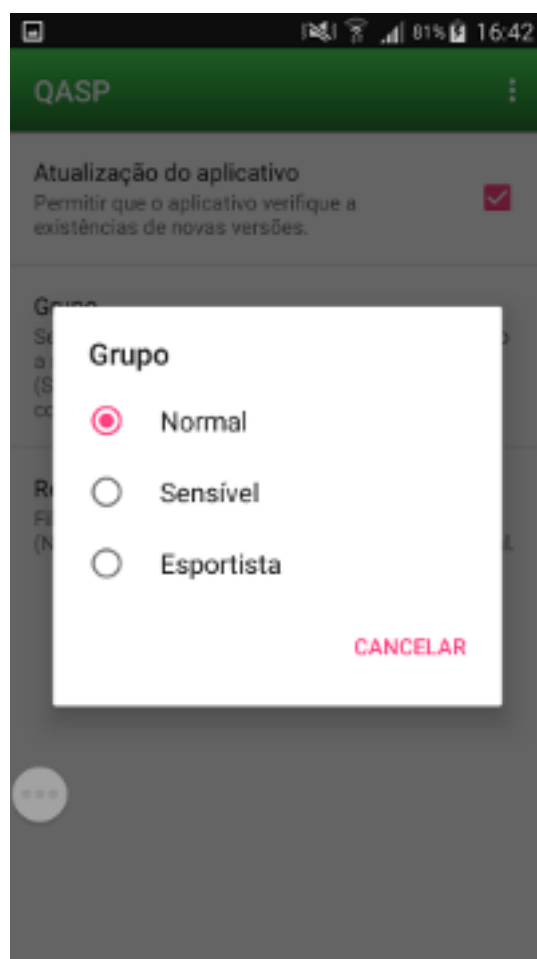 81% 16:42
QASP
Atualização do aplicativo
Permitir que o aplicativo verifique a
existências de novas versões.
Grupo
Grupo
Normal
Sensível
Esportista
CANCELAR